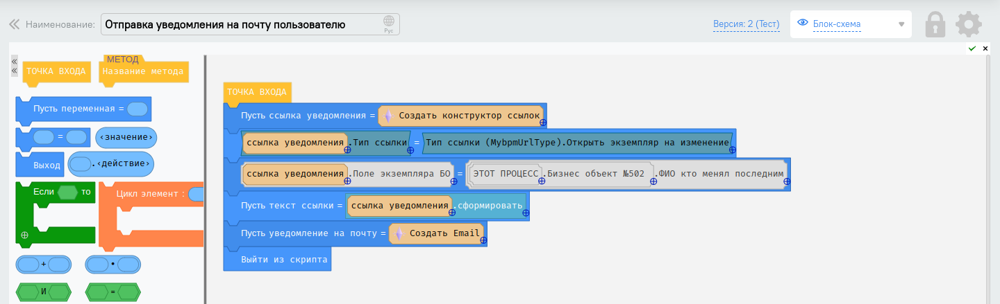 Наименование: Отправка уведомления на почту пользователю Рус Версия: 2 (Тест) Блок-схема
МЕТОД
ТОЧКА ВХОДА Название метода
Пусть переменная =
= ‹значение›
Выход .‹действие›
Если то Цикл элемент :
+ •
И =
ТОЧКА ВХОДА
Пусть ссылка уведомления = Создать конструктор ссылок
ссылка уведомления.Тип ссылки = Тип ссылки (MybpmUrlType).Открыть экземпляр на изменение
ссылка уведомления.Поле экземпляра БО = ЭТОТ ПРОЦЕСС.Бизнес объект №502 .ФИО кто менял последним
Пусть текст ссылки = ссылка уведомления.сформировать
Пусть уведомление на почту = Создать Email
Выйти из скрипта